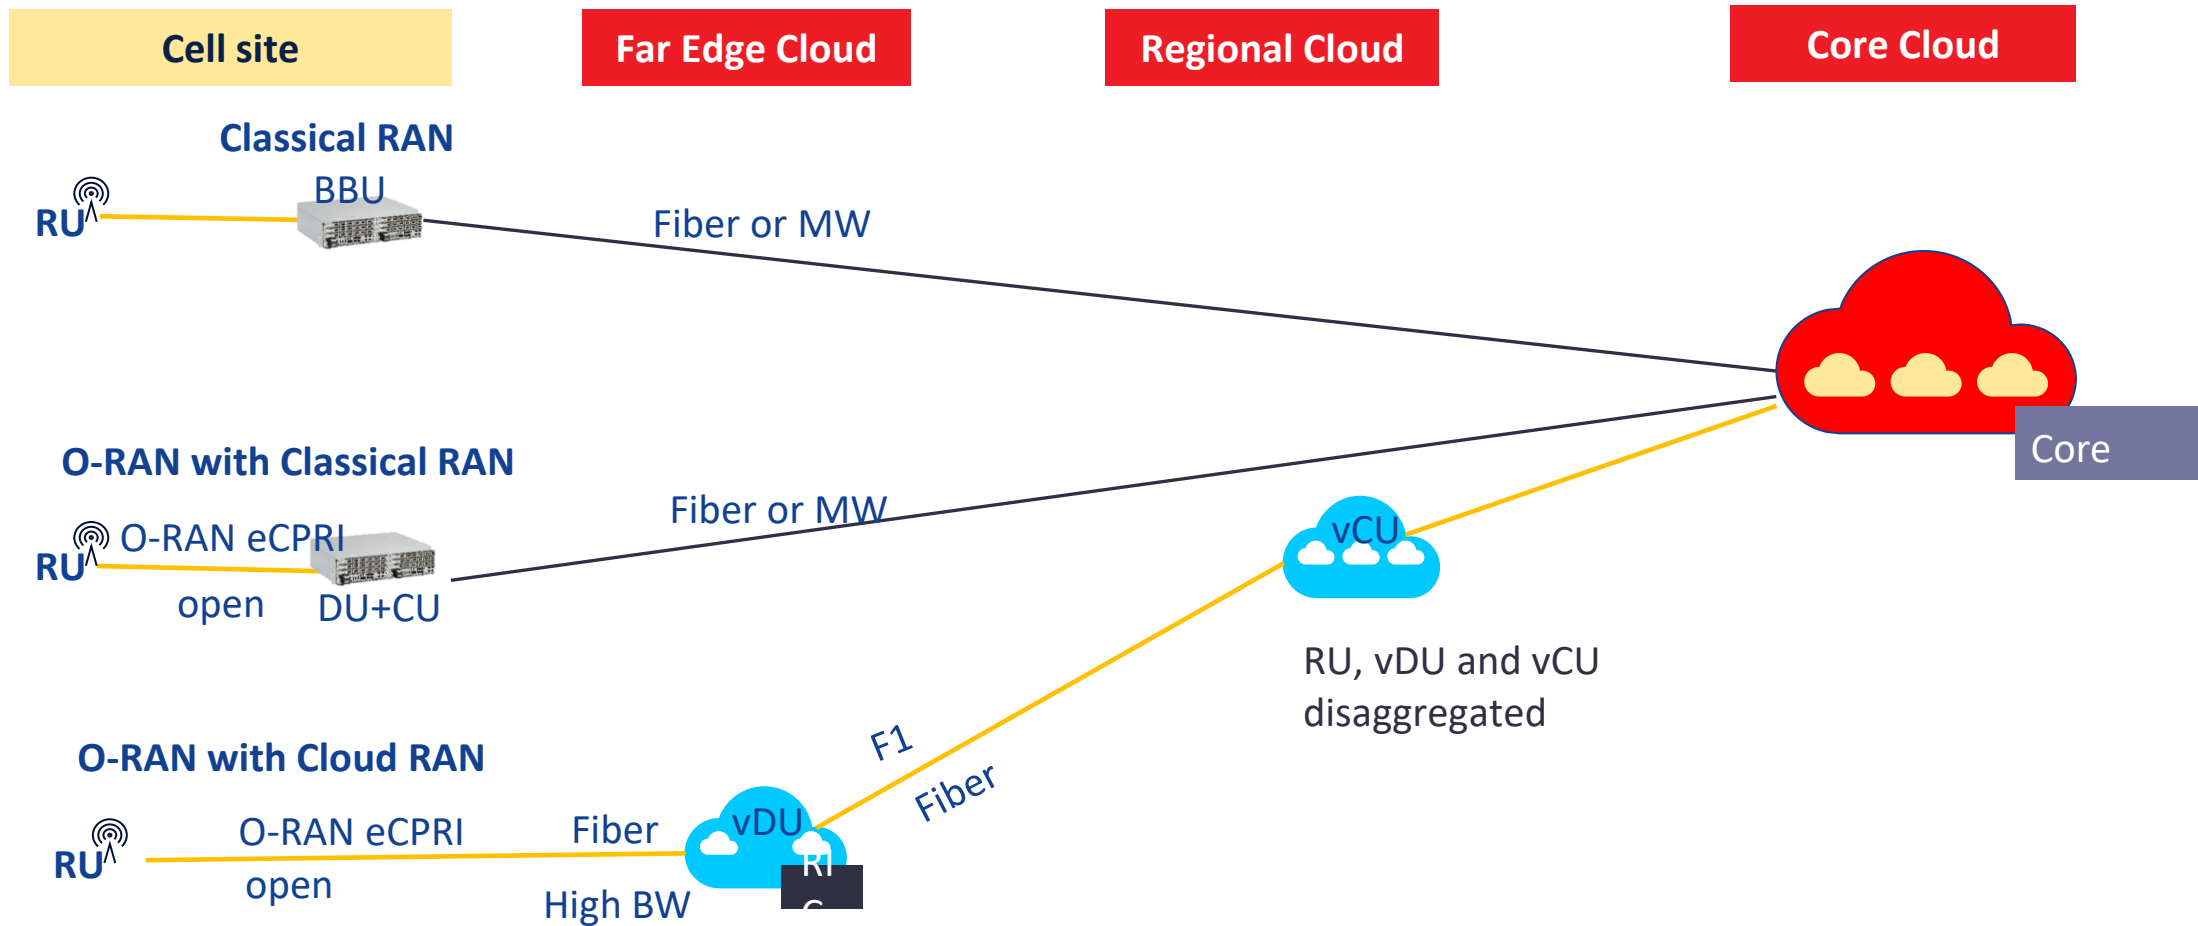 Cell site
Far Edge Cloud
Regional Cloud
Core Cloud
Classical RAN
BBU
RU
Fiber or MW
Core
O-RAN with Classical RAN
Fiber or MW
O-RAN eCPRI
RU
open
DU+CU
vCU
RU, vDU and vCU
disaggregated
F1
Fiber
O-RAN with Cloud RAN
O-RAN eCPRI
Fiber
vDU
RU
open
High BW
RI
C